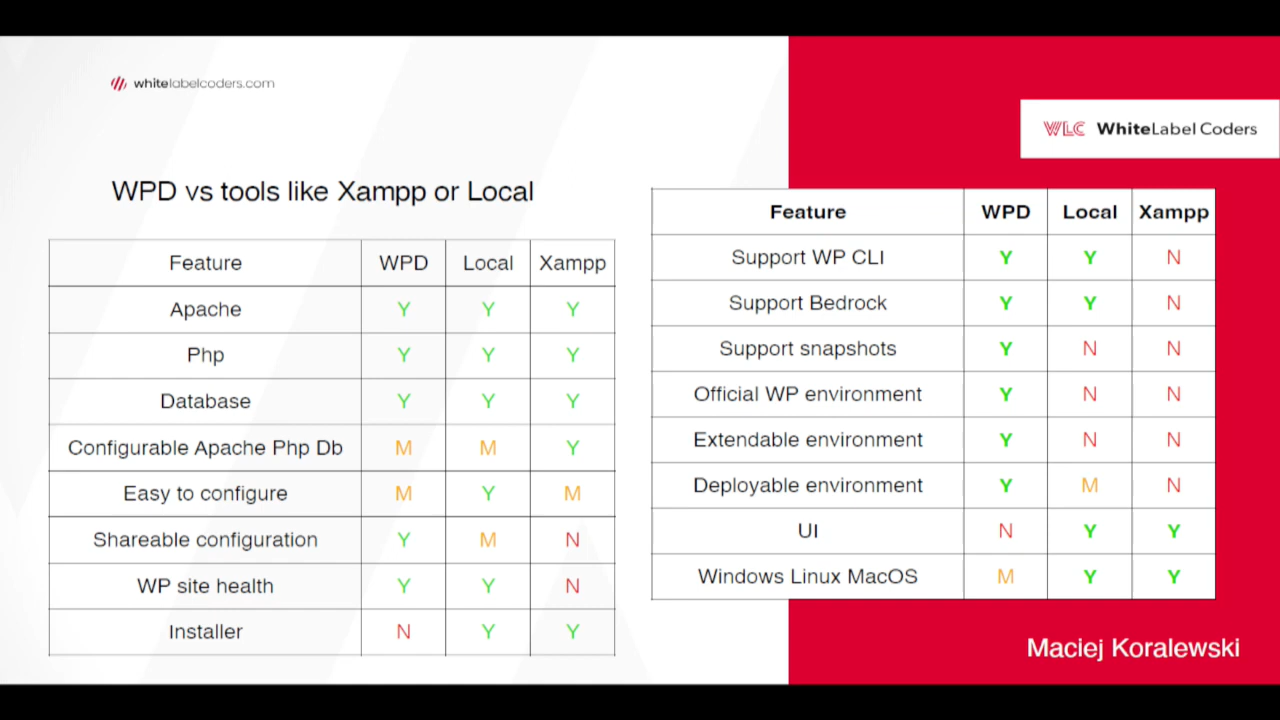 whitelabelcoders.com
WLC WhiteLabel Coders
WPD vs tools like Xampp or Local
Feature WPD Local Xampp
Apache Y Y Y
Php Y Y Y
Database Y Y Y
Configurable Apache Php Db M M Y
Easy to configure M Y M
Shareable configuration Y M N
WP site health Y Y N
Installer N Y Y
Feature WPD Local Xampp
Support WP CLI Y Y N
Support Bedrock Y Y N
Support snapshots Y N N
Official WP environment Y N N
Extendable environment Y N N
Deployable environment Y M N
UI N Y Y
Windows Linux MacOS M Y Y
Maciej Koralewski